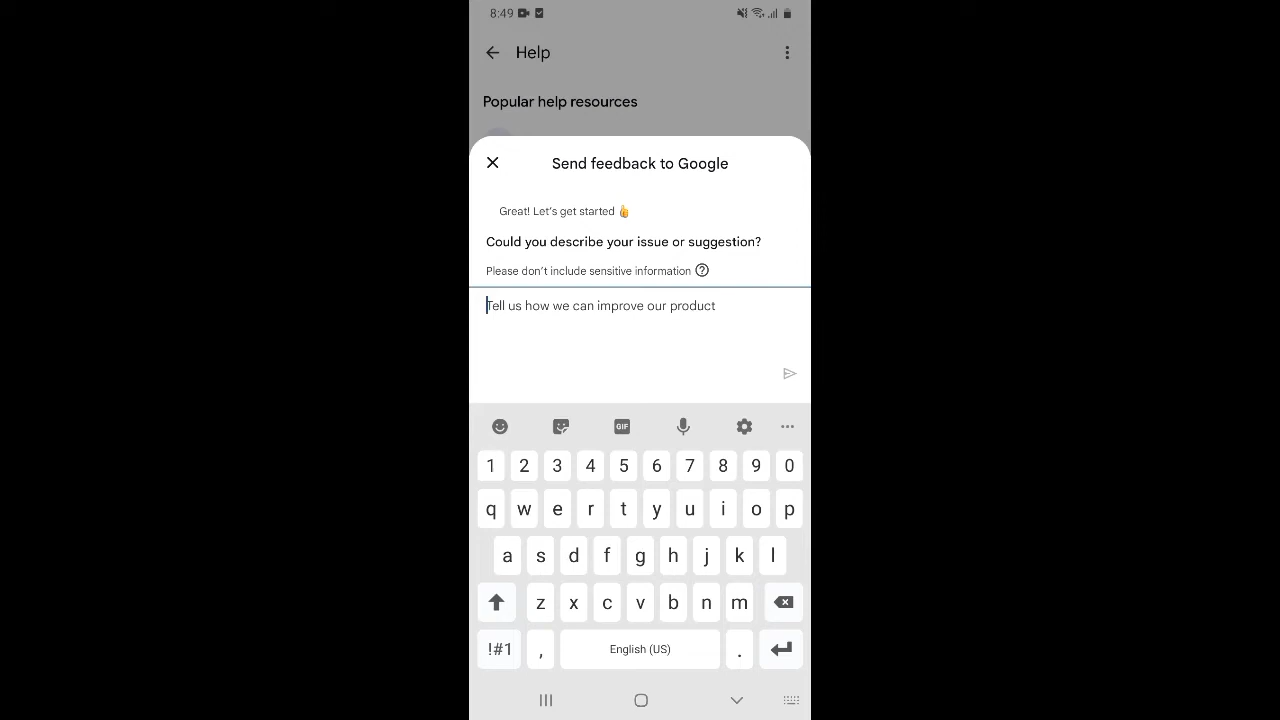 8:49
Help
Popular help resources
Send feedback to Google
Great! Let's get started 👍
Could you describe your issue or suggestion?
Please don't include sensitive information
Tell us how we can improve our product
GIF
1 2 3 4 5 6 7 8 9 0
q w e r t y u i o p
a s d f g h j k l
z x c v b n m
!#1 , English (US) .